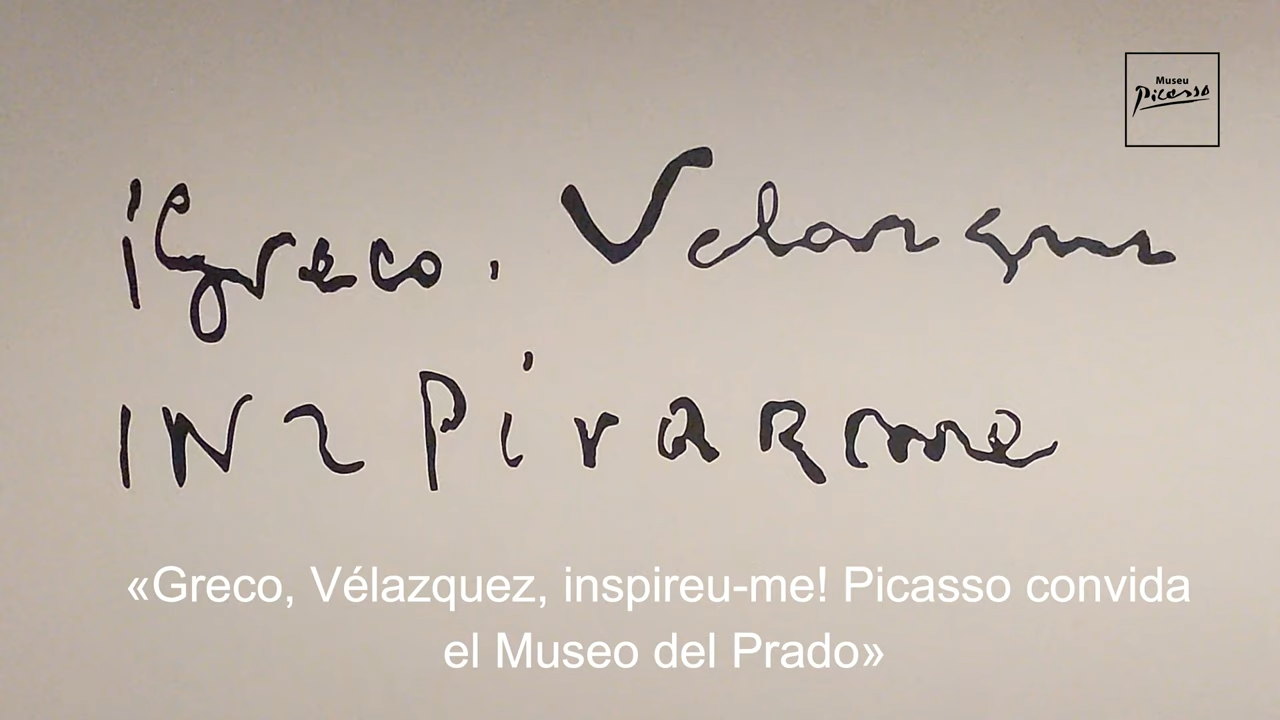 Museu
Picasso
¡Greco. Velazquez
INSPirARme
«Greco, Vélazquez, inspireu-me! Picasso convida
el Museo del Prado»